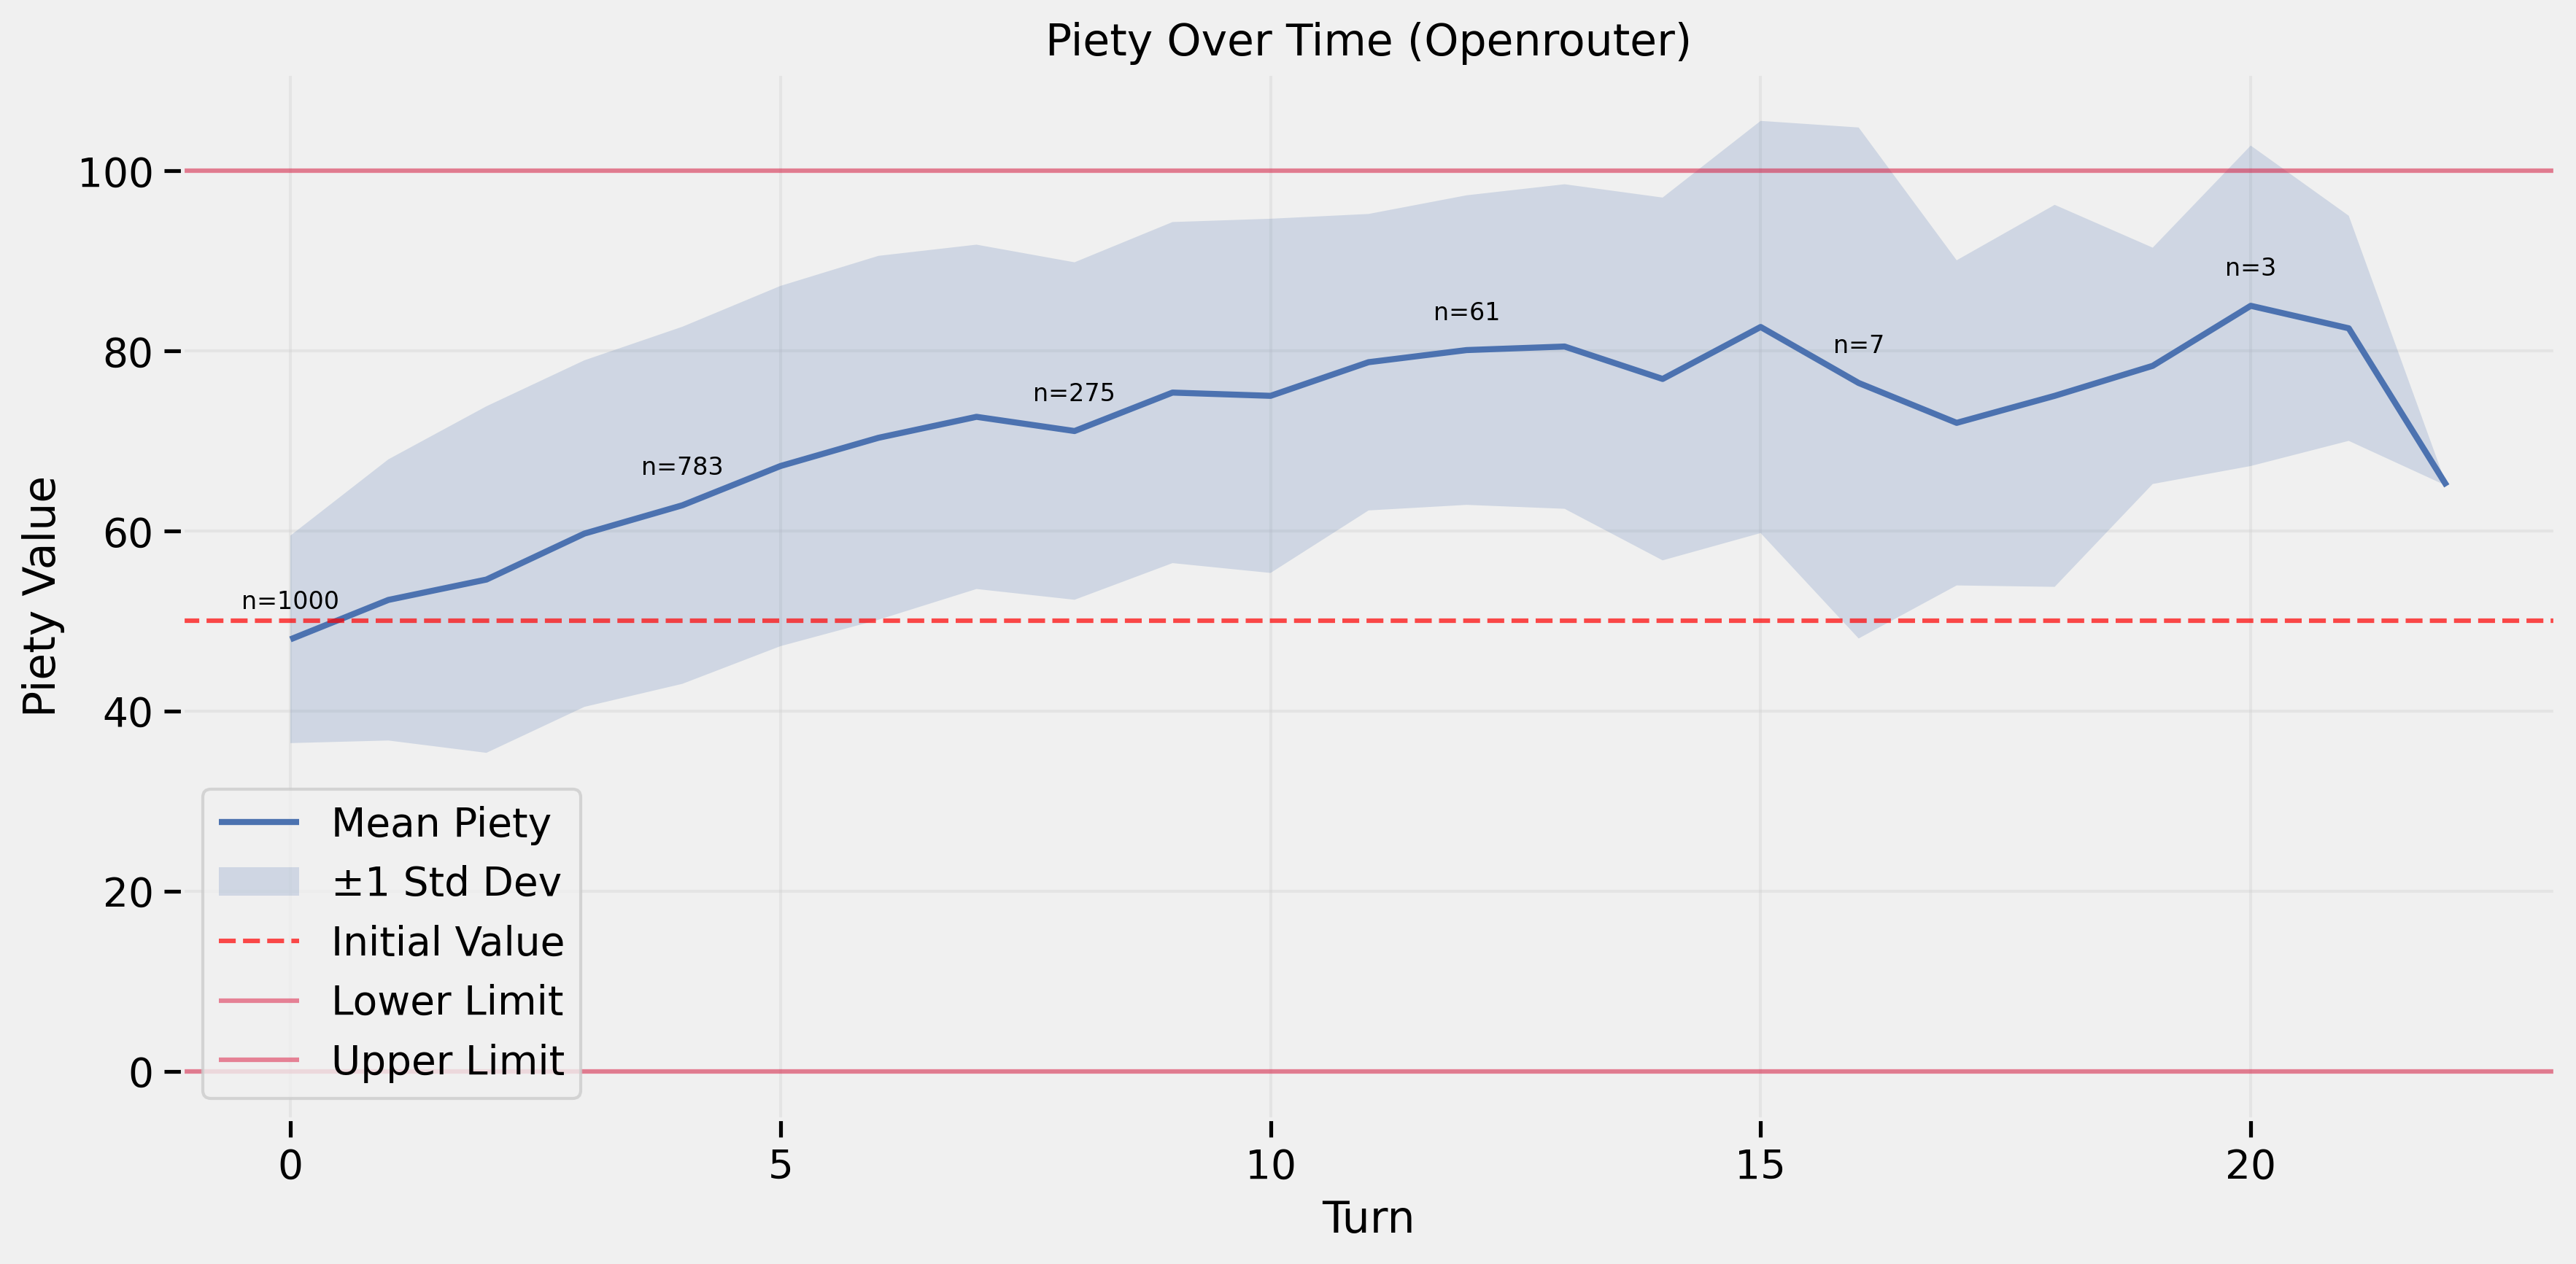 Piety Over Time (Openrouter)
Piety Value
100
80
60
40
20
0
n=1000
n=783
n=275
n=61
n=7
n=3
Mean Piety
±1 Std Dev
Initial Value
Lower Limit
Upper Limit
0
5
10
15
20
Turn